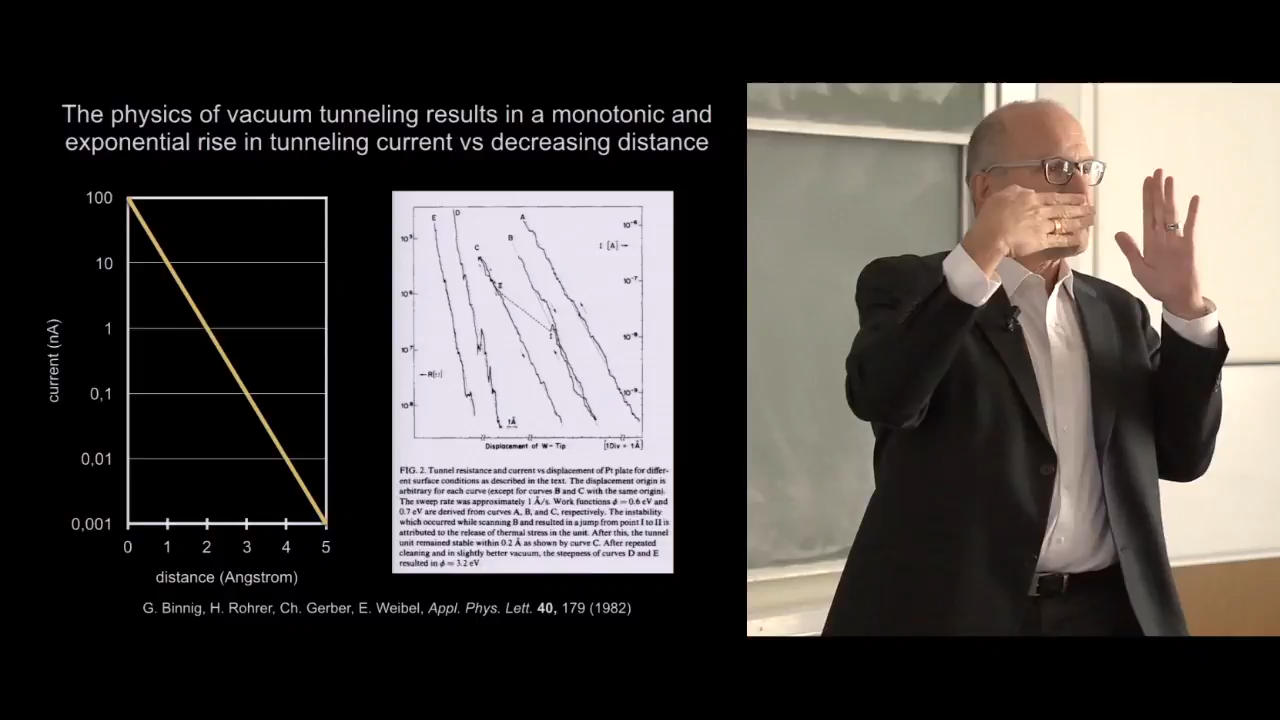 The physics of vacuum tunneling results in a monotonic and
exponential rise in tunneling current vs decreasing distance
100
10
1
0,1
0,01
0,001
current (nA)
0 1 2 3 4 5
distance (Angstrom)
E D C B A
I [A] →
II
I
← R[Ω]
1Å
Displacement of W-Tip [1Div = 1Å]
FIG. 2. Tunnel resistance and current vs displacement of Pt plate for differ-
ent surface conditions as described in the text. The displacement origin is
arbitrary for each curve (except for curves B and C with the same origin).
The sweep rate was approximately 1 Å/s. Work functions ϕ = 0.6 eV and
0.7 eV are derived from curves A, B, and C, respectively. The instability
which occurred while scanning B and resulted in a jump from point I to II is
attributed to the release of thermal stress in the unit. After this, the tunnel
unit remained stable within 0.2 Å as shown by curve C. After repeated
cleaning and in slightly better vacuum, the steepness of curves D and E
resulted in ϕ = 3.2 eV
G. Binnig, H. Rohrer, Ch. Gerber, E. Weibel, Appl. Phys. Lett. 40, 179 (1982)